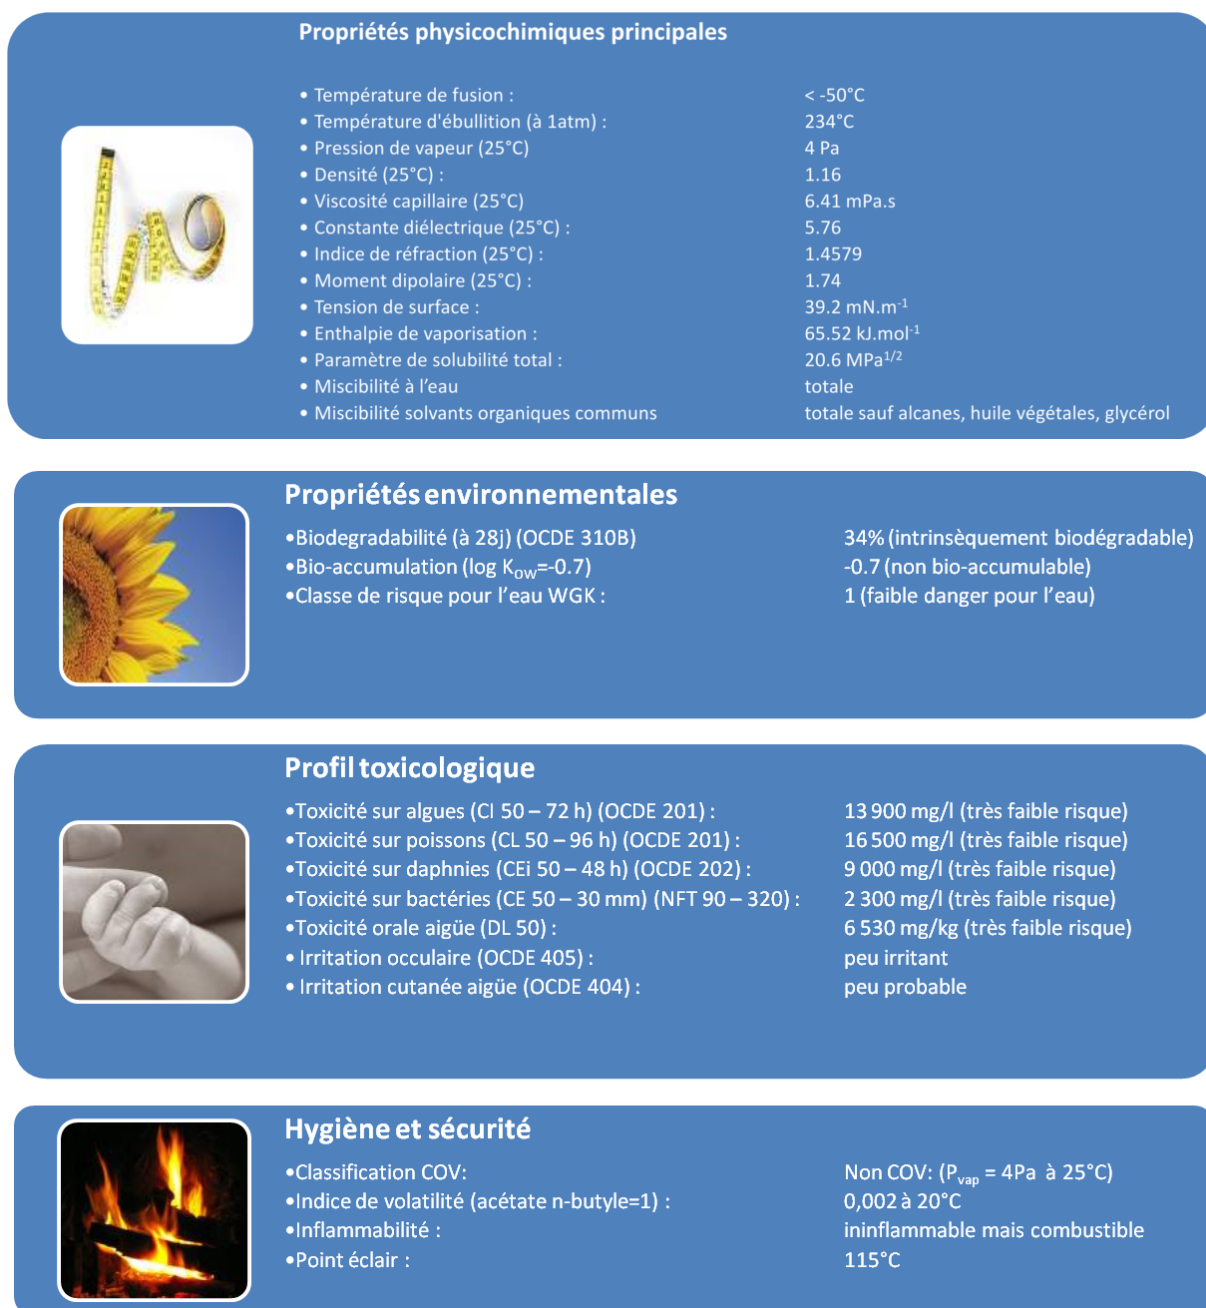 Propriétés physicochimiques principales
• Température de fusion : < -50°C
• Température d'ébullition (à 1atm) : 234°C
• Pression de vapeur (25°C) 4 Pa
• Densité (25°C) : 1.16
• Viscosité capillaire (25°C) 6.41 mPa.s
• Constante diélectrique (25°C) : 5.76
• Indice de réfraction (25°C) : 1.4579
• Moment dipolaire (25°C) : 1.74
• Tension de surface : 39.2 mN.m⁻¹
• Enthalpie de vaporisation : 65.52 kJ.mol⁻¹
• Paramètre de solubilité total : 20.6 MPa¹/²
• Miscibilité à l’eau totale
• Miscibilité solvants organiques communs totale sauf alcanes, huile végétales, glycérol
Propriétés environnementales
•Biodegradabilité (à 28j) (OCDE 310B) 34% (intrinsèquement biodégradable)
•Bio-accumulation (log K_OW=-0.7) -0.7 (non bio-accumulable)
•Classe de risque pour l’eau WGK : 1 (faible danger pour l’eau)
Profil toxicologique
•Toxicité sur algues (CI 50 – 72 h) (OCDE 201) : 13 900 mg/l (très faible risque)
•Toxicité sur poissons (CL 50 – 96 h) (OCDE 201) : 16 500 mg/l (très faible risque)
•Toxicité sur daphnies (CEi 50 – 48 h) (OCDE 202) : 9 000 mg/l (très faible risque)
•Toxicité sur bactéries (CE 50 – 30 mm) (NFT 90 – 320) : 2 300 mg/l (très faible risque)
•Toxicité orale aigüe (DL 50) : 6 530 mg/kg (très faible risque)
• Irritation occulaire (OCDE 405) : peu irritant
• Irritation cutanée aigüe (OCDE 404) : peu probable
Hygiène et sécurité
•Classification COV: Non COV: (P_vap = 4Pa à 25°C)
•Indice de volatilité (acétate n-butyle=1) : 0,002 à 20°C
•Inflammabilité : ininflammable mais combustible
•Point éclair : 115°C